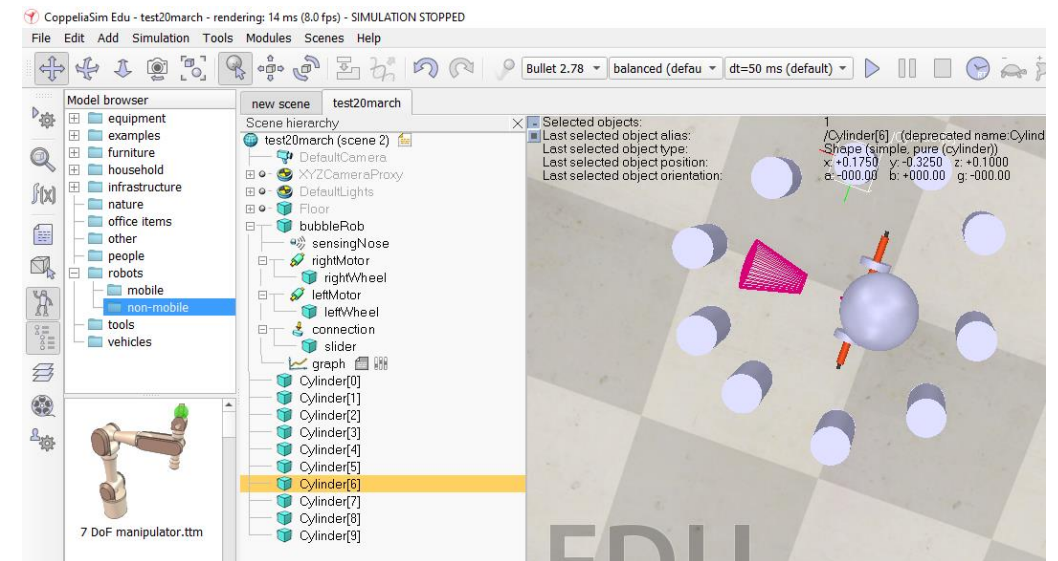 CoppeliaSim Edu - test20march - rendering: 14 ms (8.0 fps) - SIMULATION STOPPED
File Edit Add Simulation Tools Modules Scenes Help
Bullet 2.78 balanced (defau dt=50 ms (default)
Model browser
equipment
examples
furniture
household
infrastructure
nature
office items
other
people
robots
mobile
non-mobile
tools
vehicles
7 DoF manipulator.ttm
new scene test20march
Scene hierarchy
test20march (scene 2)
DefaultCamera
XYZCameraProxy
DefaultLights
Floor
bubbleRob
sensingNose
rightMotor
rightWheel
leftMotor
leftWheel
connection
slider
graph
Cylinder[0]
Cylinder[1]
Cylinder[2]
Cylinder[3]
Cylinder[4]
Cylinder[5]
Cylinder[6]
Cylinder[7]
Cylinder[8]
Cylinder[9]
Selected objects: 1
Last selected object alias: /Cylinder[6] (deprecated name:Cylind
Last selected object type: Shape (simple, pure (cylinder))
Last selected object position: x: +0.1750 y: -0.3250 z: +0.1000
Last selected object orientation: a: -000.00 b: +000.00 g: -000.00
EDU